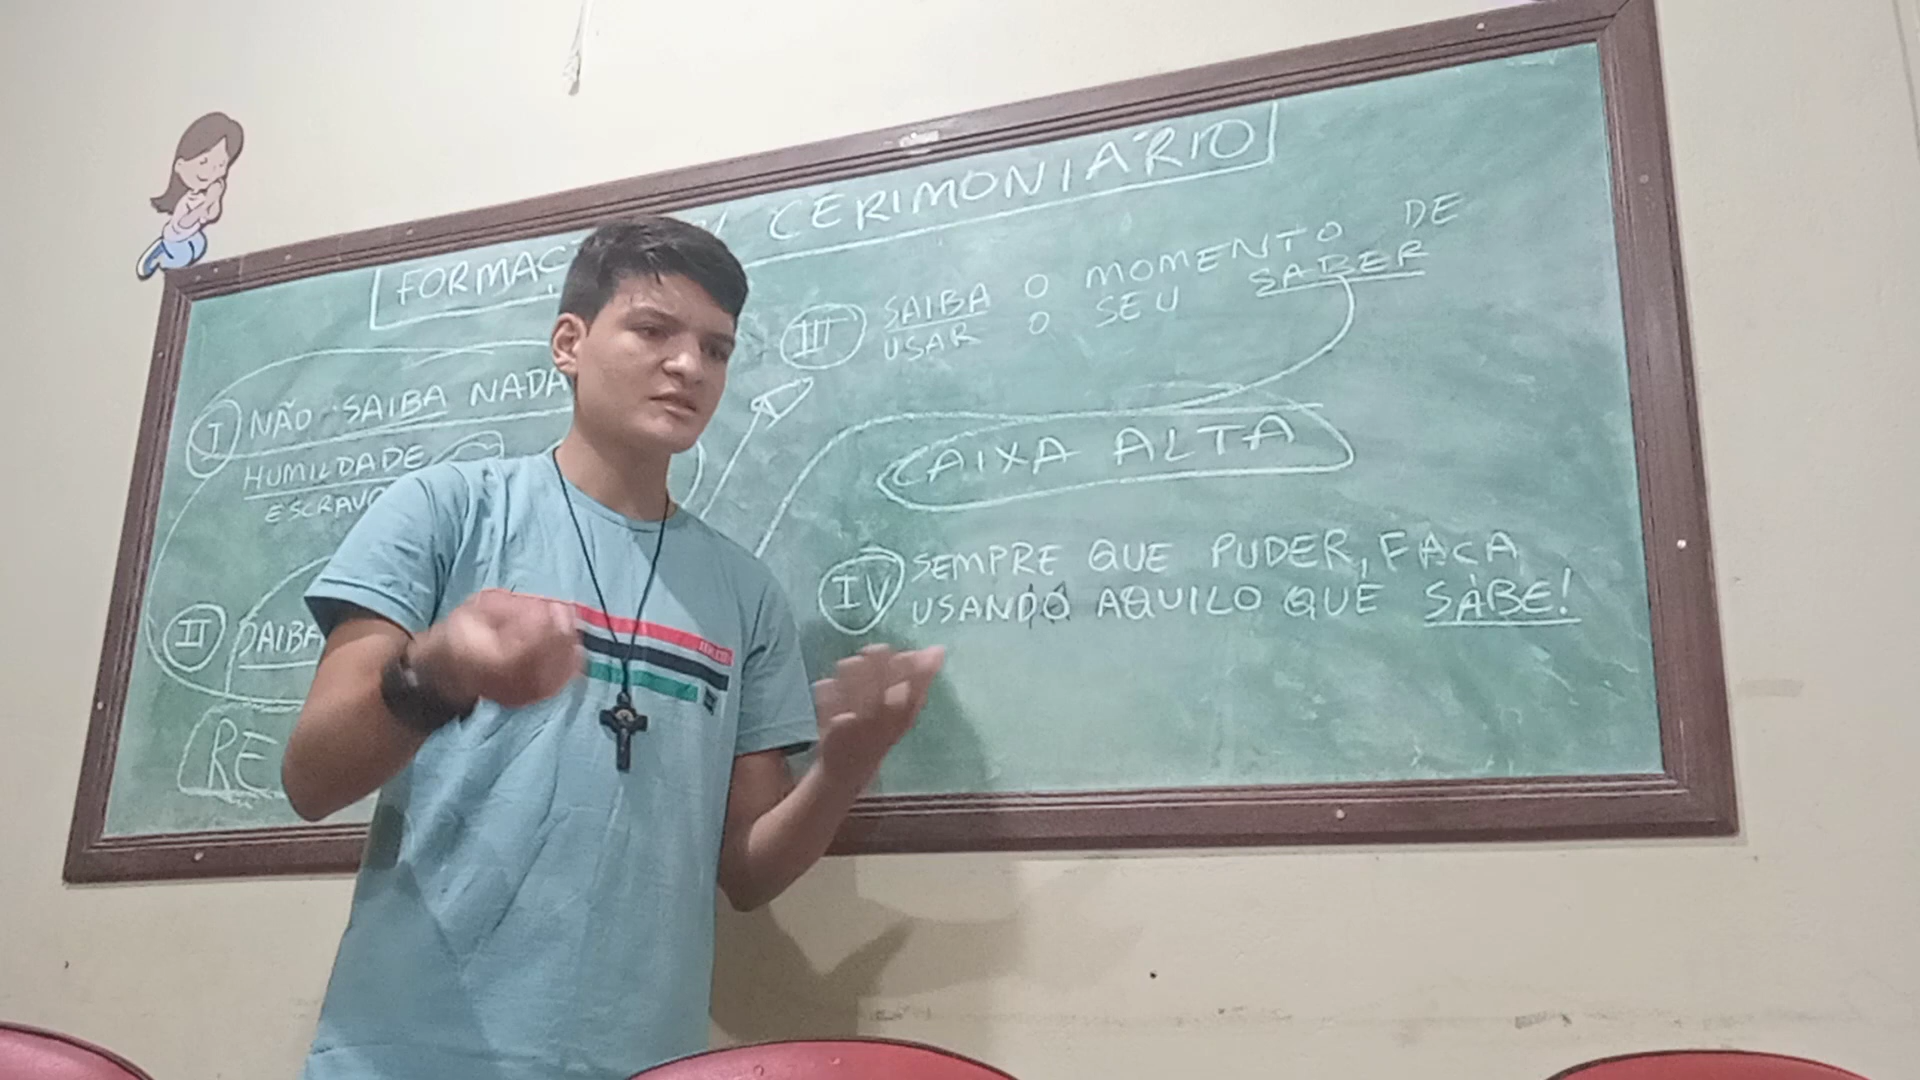 FORMAÇ CERIMONIÁRIO
I NÃO SAIBA NADA
HUMILDADE
ESCRAVO
II SAIBA
RE
III SAIBA O MOMENTO DE
USAR O SEU SABER
CAIXA ALTA
IV SEMPRE QUE PUDER, FAÇA
USANDO AQUILO QUE SABE!